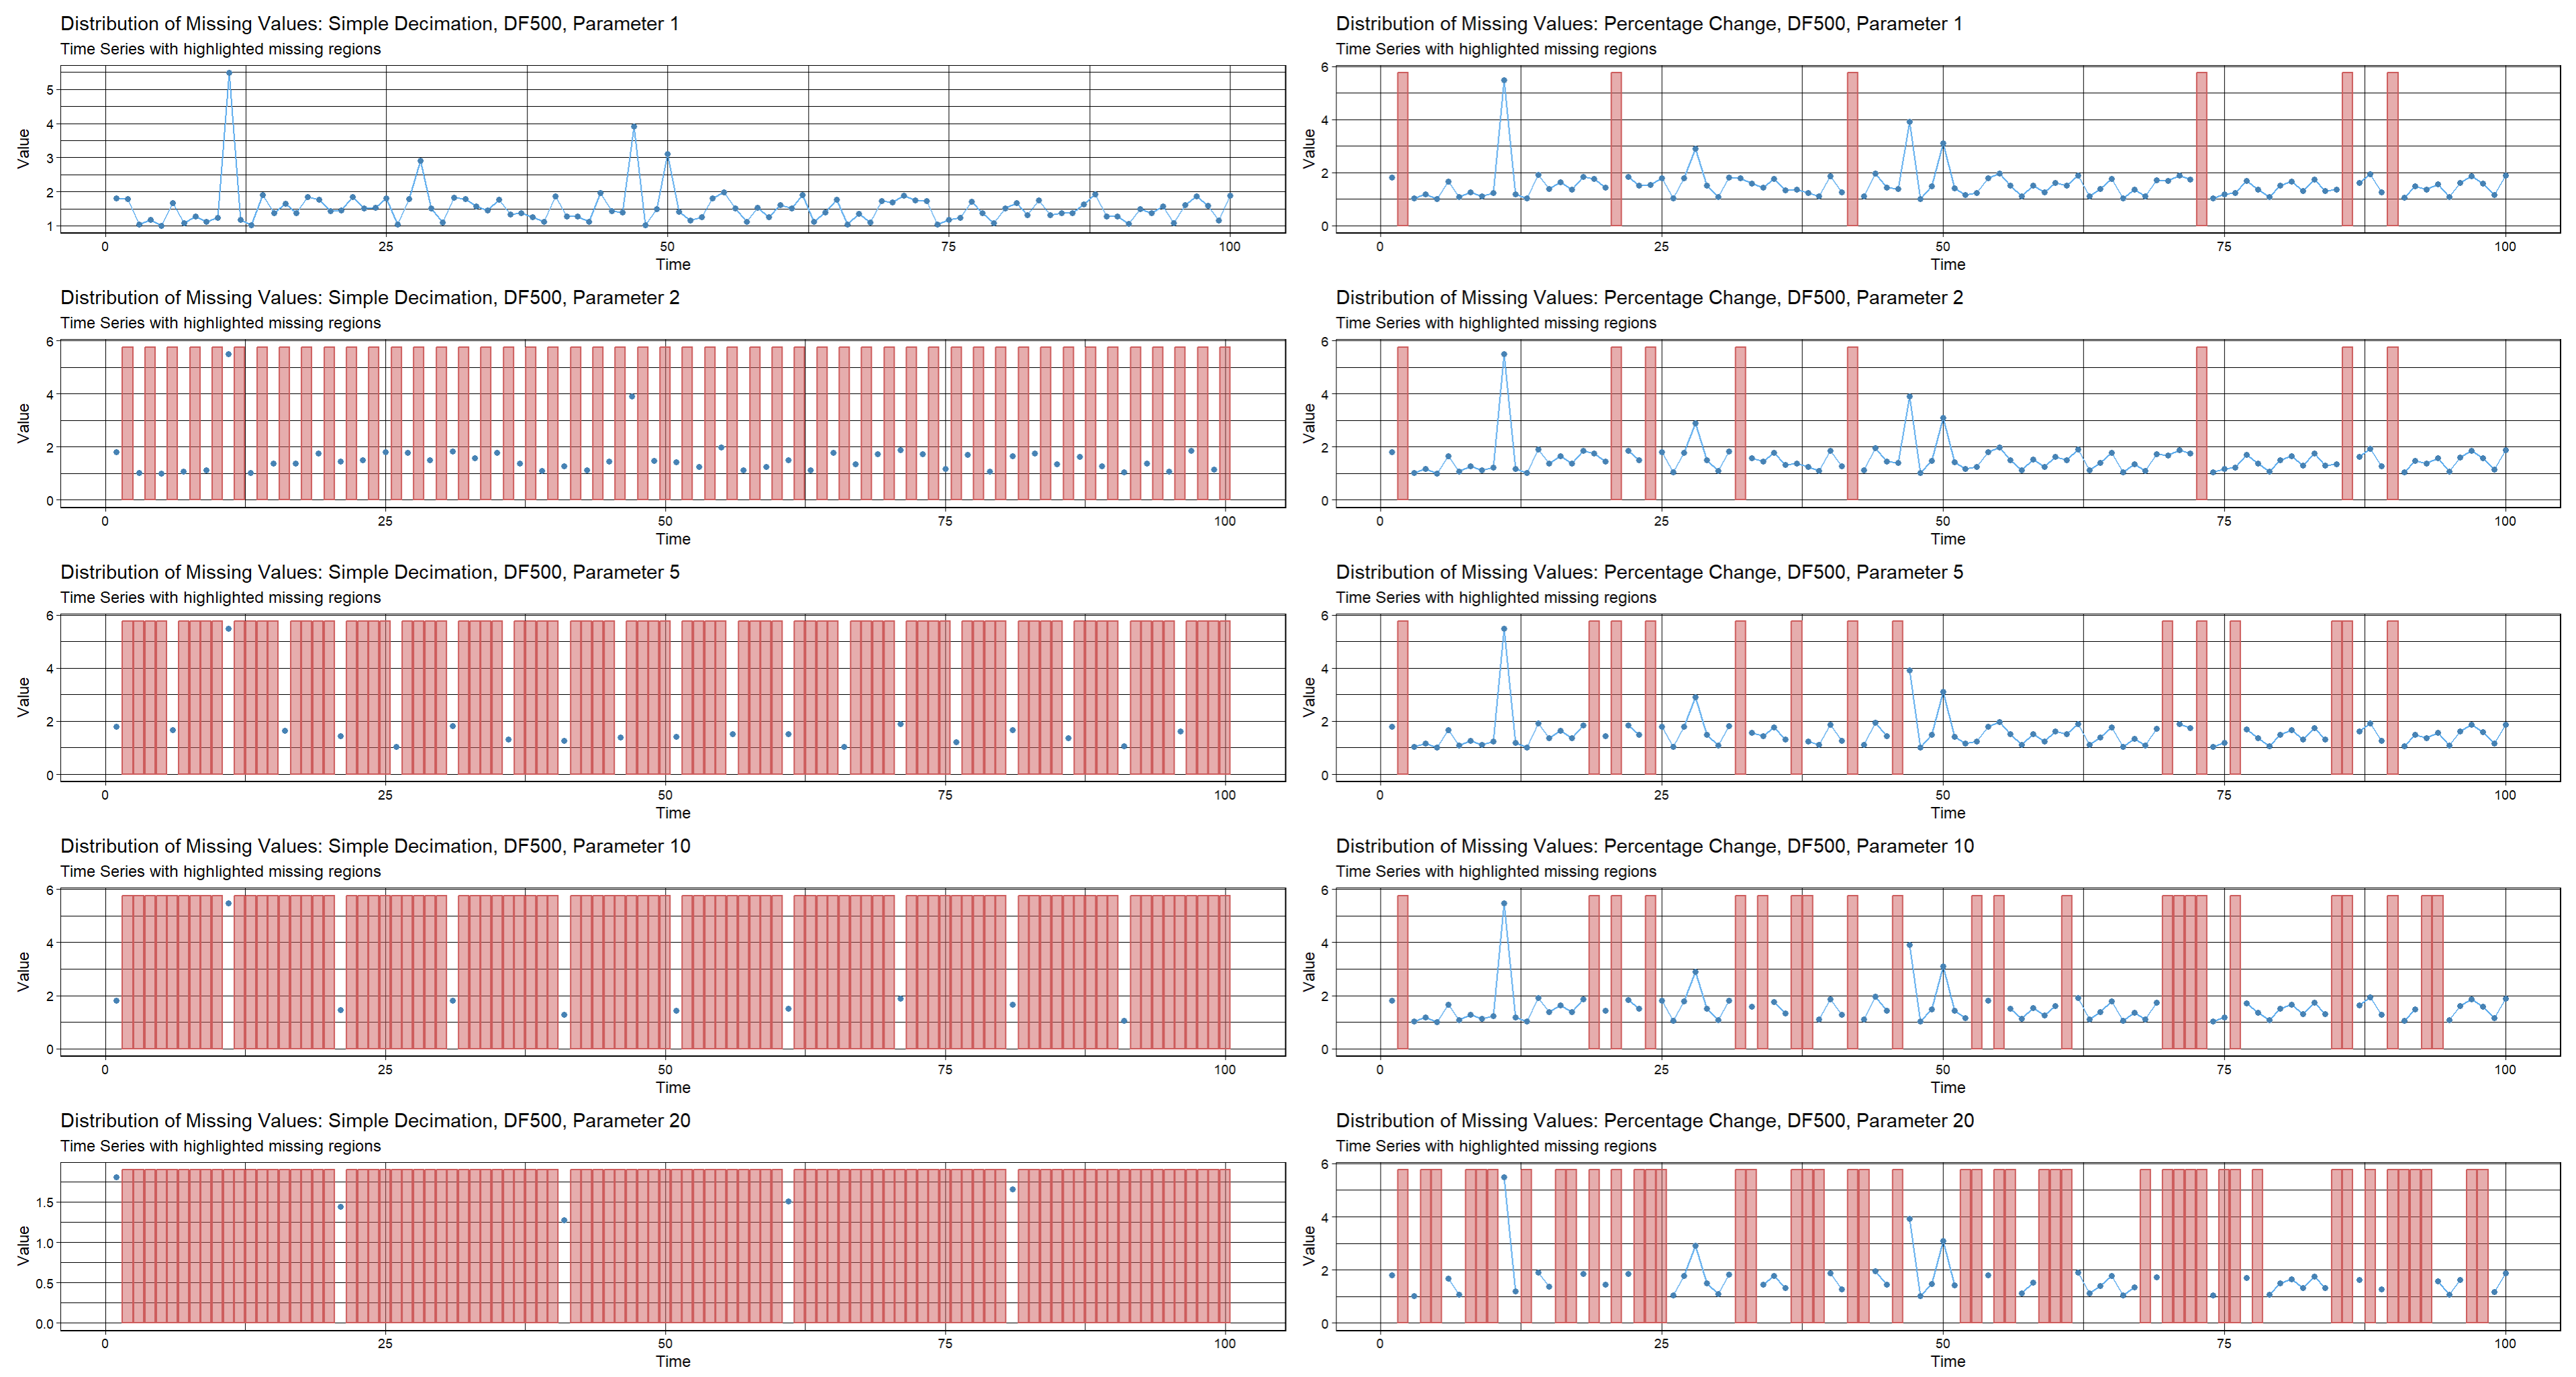 Distribution of Missing Values: Simple Decimation, DF500, Parameter 1
Time Series with highlighted missing regions
Value
5
4
3
2
1
0 25 50 75 100
Time
Distribution of Missing Values: Percentage Change, DF500, Parameter 1
Time Series with highlighted missing regions
Value
6
4
2
0
0 25 50 75 100
Time
Distribution of Missing Values: Simple Decimation, DF500, Parameter 2
Time Series with highlighted missing regions
Value
6
4
2
0
0 25 50 75 100
Time
Distribution of Missing Values: Percentage Change, DF500, Parameter 2
Time Series with highlighted missing regions
Value
6
4
2
0
0 25 50 75 100
Time
Distribution of Missing Values: Simple Decimation, DF500, Parameter 5
Time Series with highlighted missing regions
Value
6
4
2
0
0 25 50 75 100
Time
Distribution of Missing Values: Percentage Change, DF500, Parameter 5
Time Series with highlighted missing regions
Value
6
4
2
0
0 25 50 75 100
Time
Distribution of Missing Values: Simple Decimation, DF500, Parameter 10
Time Series with highlighted missing regions
Value
6
4
2
0
0 25 50 75 100
Time
Distribution of Missing Values: Percentage Change, DF500, Parameter 10
Time Series with highlighted missing regions
Value
6
4
2
0
0 25 50 75 100
Time
Distribution of Missing Values: Simple Decimation, DF500, Parameter 20
Time Series with highlighted missing regions
Value
1.5
1.0
0.5
0.0
0 25 50 75 100
Time
Distribution of Missing Values: Percentage Change, DF500, Parameter 20
Time Series with highlighted missing regions
Value
6
4
2
0
0 25 50 75 100
Time